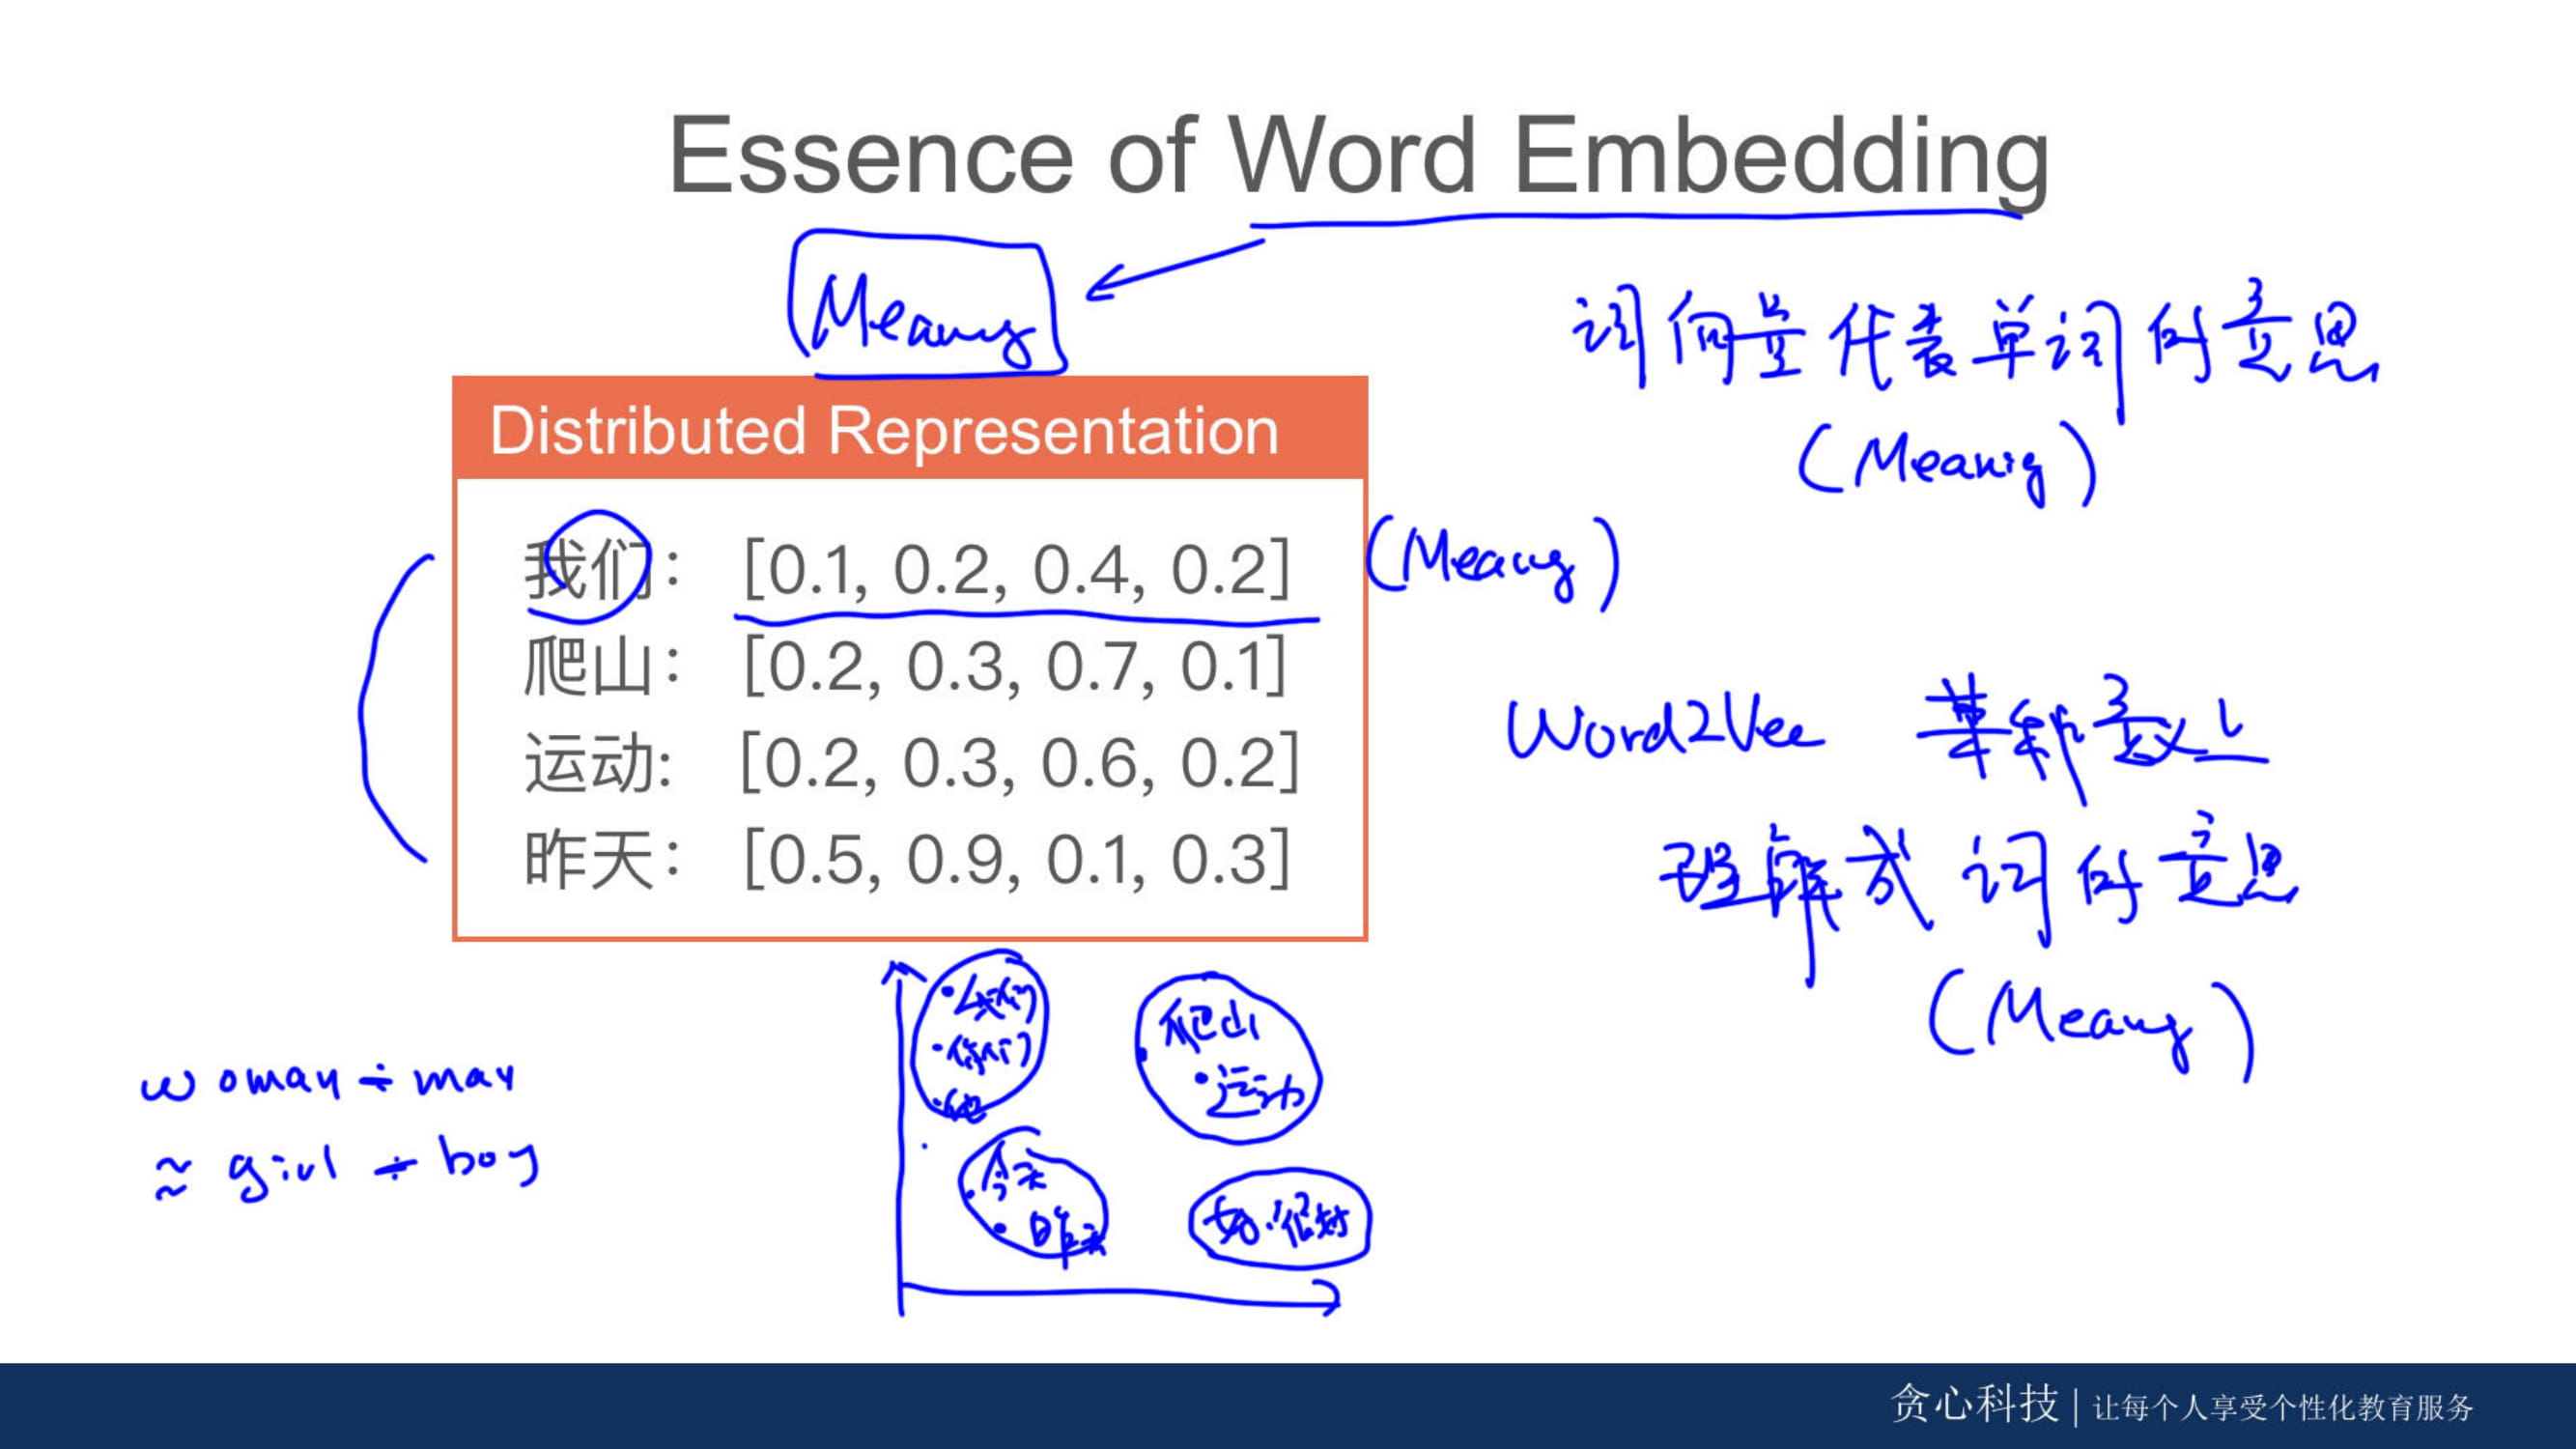 Essence of Word Embedding
Meaning
词向量代表单词的意思
(Meaning)
Distributed Representation
我们: [0.1, 0.2, 0.4, 0.2] (Meaning)
爬山: [0.2, 0.3, 0.7, 0.1]
运动: [0.2, 0.3, 0.6, 0.2]
昨天: [0.5, 0.9, 0.1, 0.3]
Word2Vec 某种意义上
理解成 词的意思
(Meaning)
我们
你们
他
爬山
运动
今天
昨天
好 很好
woman ÷ man
≈ girl ÷ boy
贪心科技 | 让每个人享受个性化教育服务